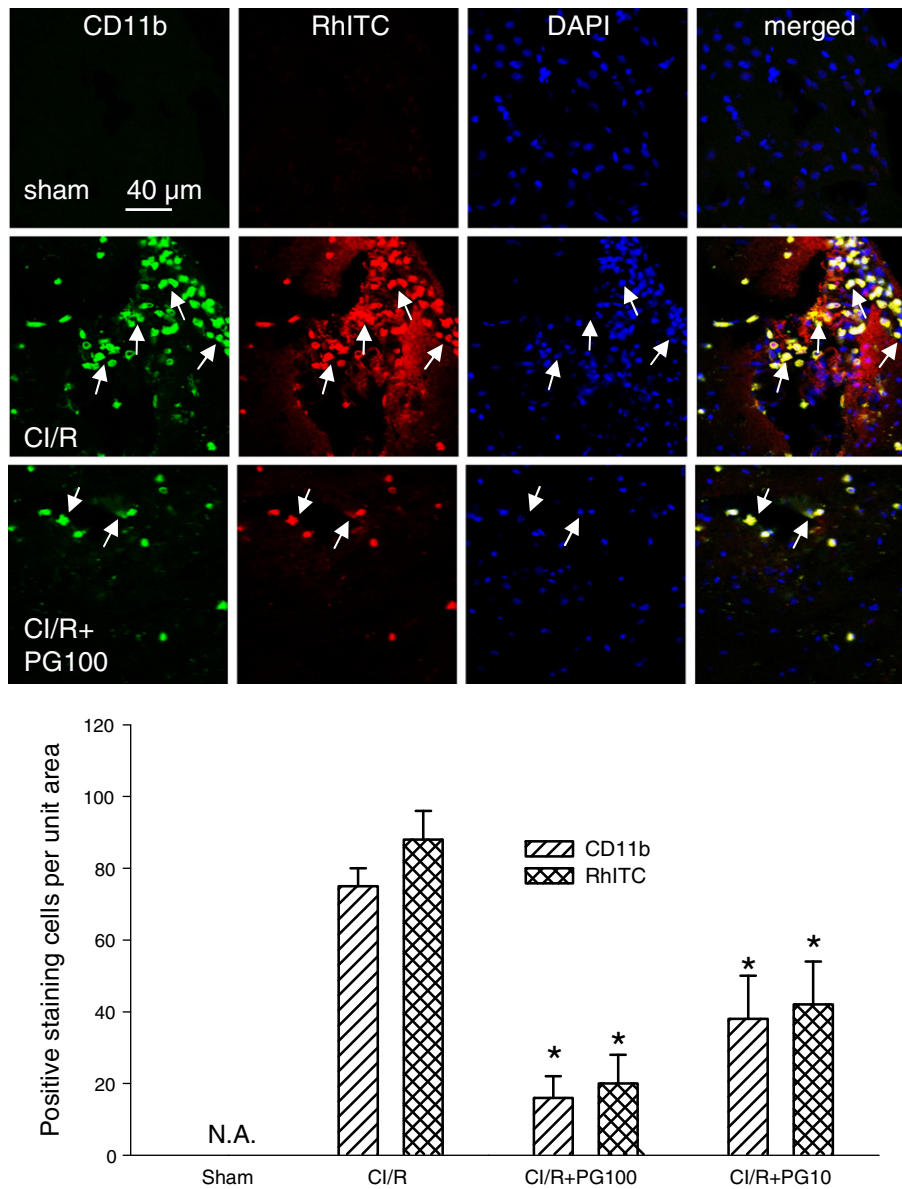 CD11b RhITC DAPI merged
sham 40 µm
CI/R
CI/R+
PG100
120
100
80
60
40
20
0
Positive staining cells per unit area
CD11b
RhITC
* * * *
N.A.
Sham CI/R CI/R+PG100 CI/R+PG10